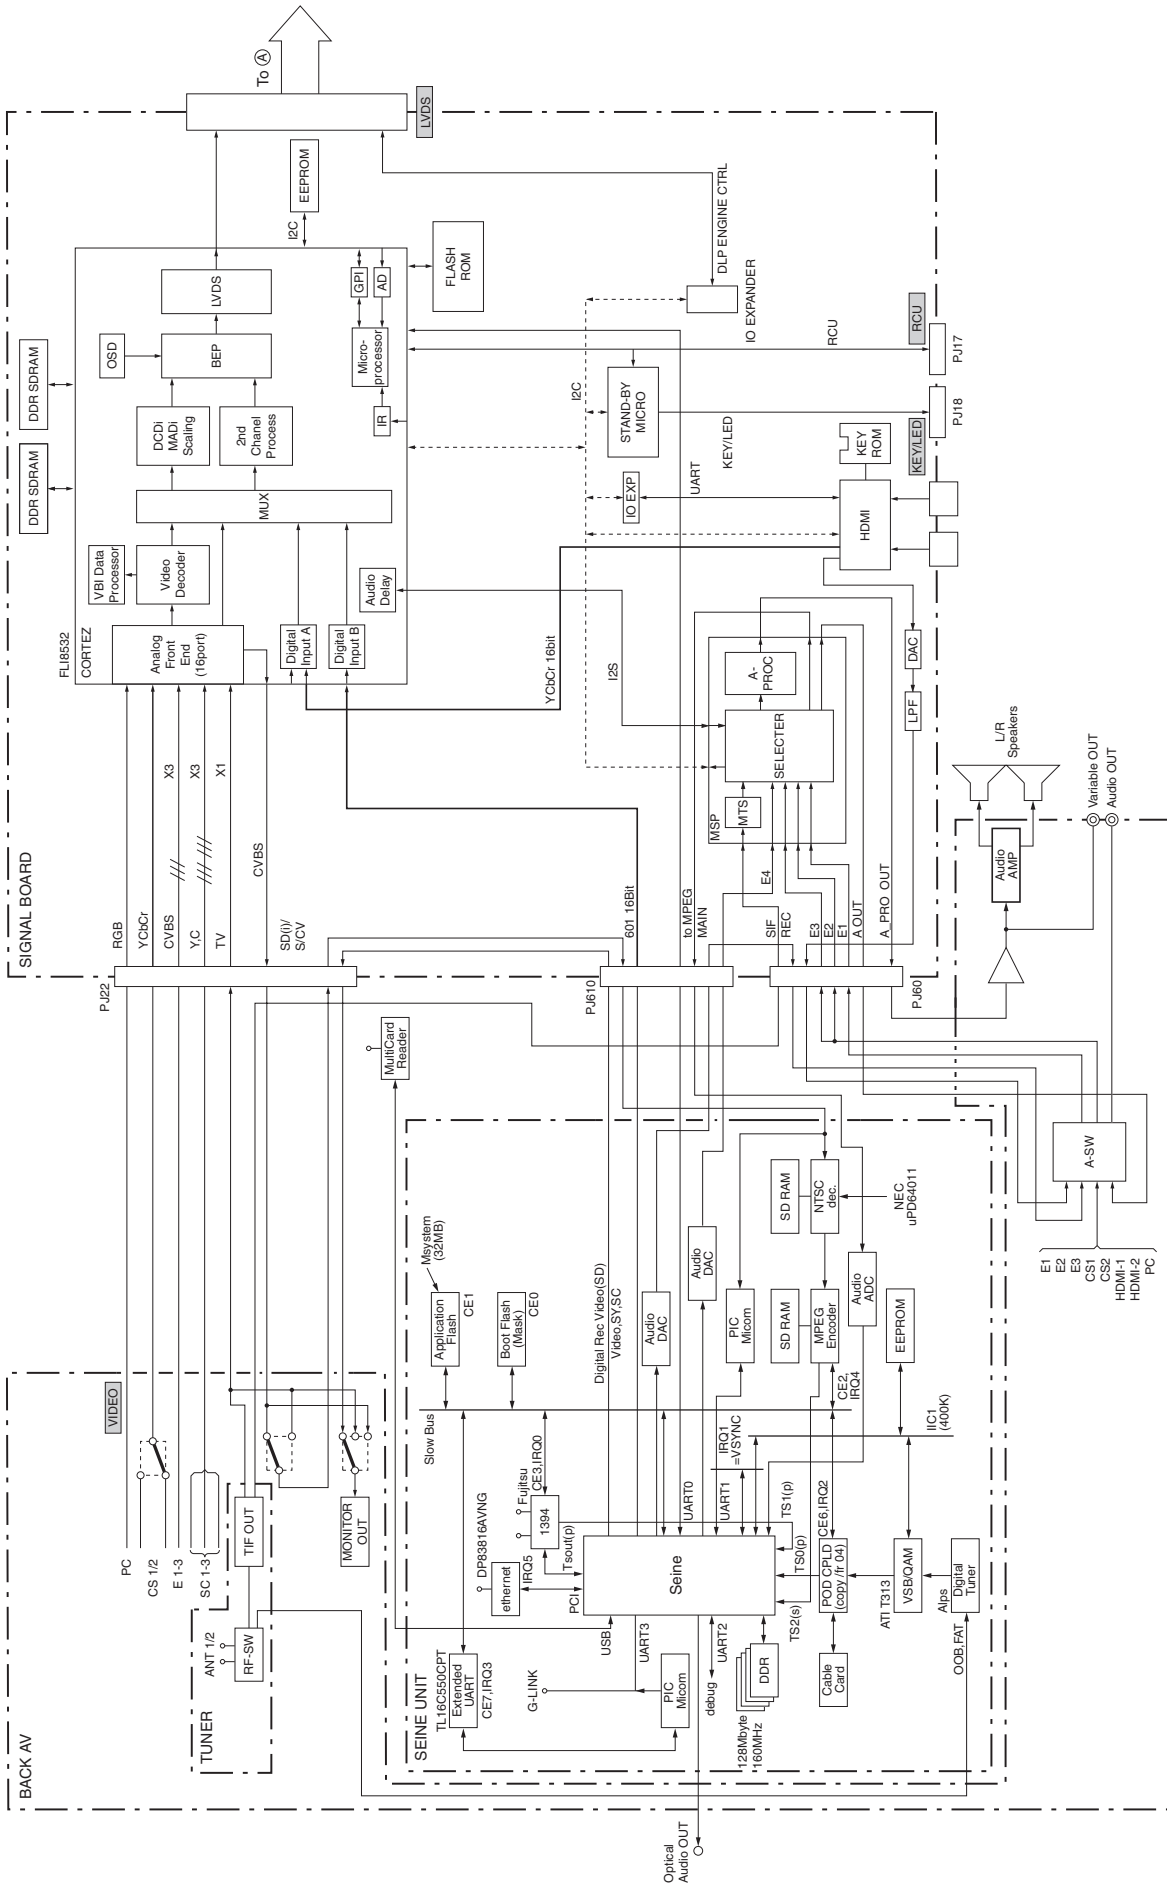 SIGNAL BOARD
To Ⓐ
LVDS
DDR SDRAM
DDR SDRAM
FLI8532
CORTEZ
VBI Data
Processor
Video
Decoder
Analog
Front
End
(16port)
Digital
Input A
Digital
Input B
Audio
Delay
MUX
DCDi
MADi
Scaling
2nd
Chanel
Process
OSD
BEP
LVDS
IR
Micro-
processor
GPI
AD
I2C
EEPROM
FLASH
ROM
DLP ENGINE CTRL
IO EXPANDER
RCU
RCU
PJ17
I2C
STAND-BY
MICRO
KEY/LED
KEY/LED
PJ18
IO EXP
UART
KEY
ROM
HDMI
YCbCr 16bit
I2S
A-
PROC
SELECTER
MTS
MSP
DAC
LPF
L/R
Speakers
Variable OUT
Audio OUT
Audio
AMP
RGB
YCbCr
CVBS
Y,C
TV
X3
X3
X1
CVBS
SD(i)/
S/CV
601 16Bit
to MPEG
MAIN
SIF
REC
E4
E3
E2
E1
A OUT
A_PRO OUT
PJ22
PJ610
PJ60
MultiCard
Reader
BACK AV
VIDEO
PC
CS 1/2
E 1-3
SC 1-3
TUNER
ANT 1/2
RF-SW
TIF OUT
MONITOR
OUT
SEINE UNIT
Msystem
(32MB)
Application
Flash
CE1
Boot Flash
(Mask)
CE0
Slow Bus
Digital Rec Video(SD)
Video,SY,SC
Audio
DAC
Audio
DAC
PIC
Micom
SD RAM
NTSC
dec.
NEC
uPD64011
SD RAM
MPEG
Encoder
Audio
ADC
CE2,
IRQ4
EEPROM
IIC1
(400K)
IRQ1
=VSYNC
UART0
UART1
TS1(p)
TS0(p)
TS2(s)
CE6,IRQ2
Fujitsu
CE3,IRQ0
1394
Tsout(p)
DP83816AVNG
ethernet
IRQ5
PCI
Seine
USB
UART3
UART2
TL16C550CPT
Extended
UART
CE7,IRQ3
G-LINK
PIC
Micom
debug
DDR
128Mbyte
160MHz
POD CPLD
(copy /fr 04)
Cable
Card
ATI T313
VSB/QAM
Alps
Digital
Tuner
OOB,FAT
Optical
Audio OUT
A-SW
E1
E2
E3
CS1
CS2
HDMI-1
HDMI-2
PC